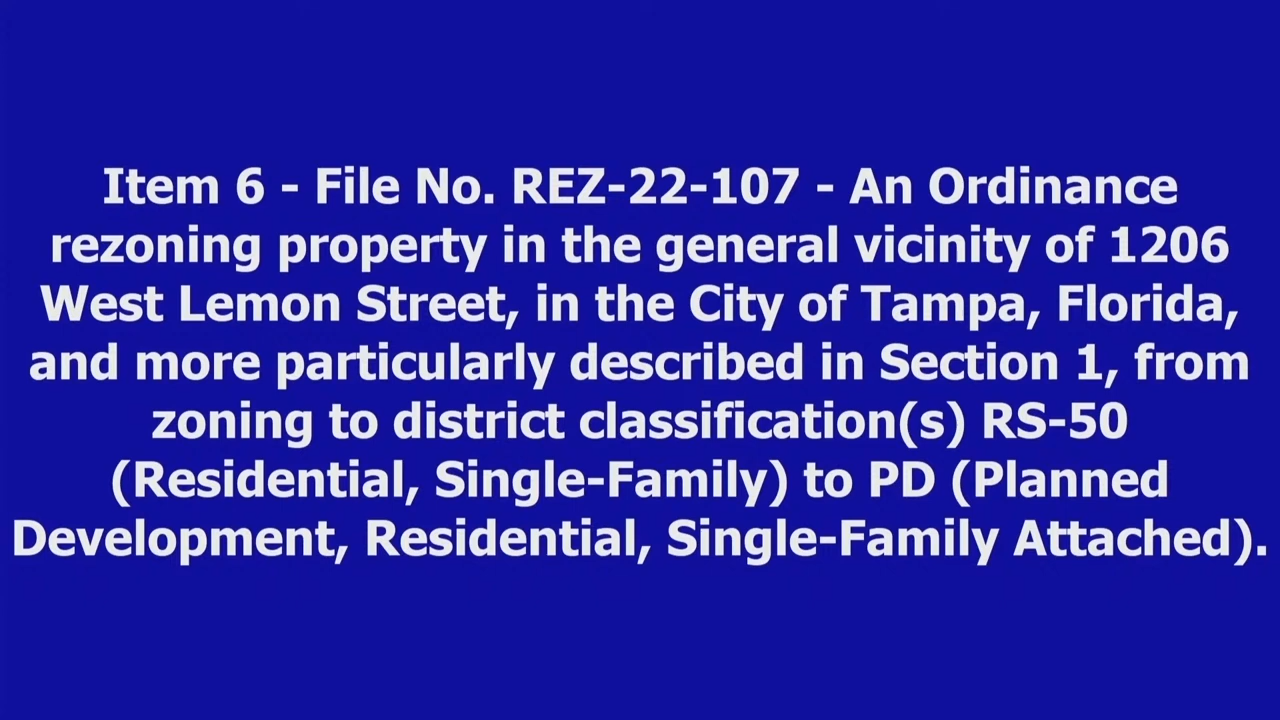 Item 6 - File No. REZ-22-107 - An Ordinance
rezoning property in the general vicinity of 1206
West Lemon Street, in the City of Tampa, Florida,
and more particularly described in Section 1, from
zoning to district classification(s) RS-50
(Residential, Single-Family) to PD (Planned
Development, Residential, Single-Family Attached).